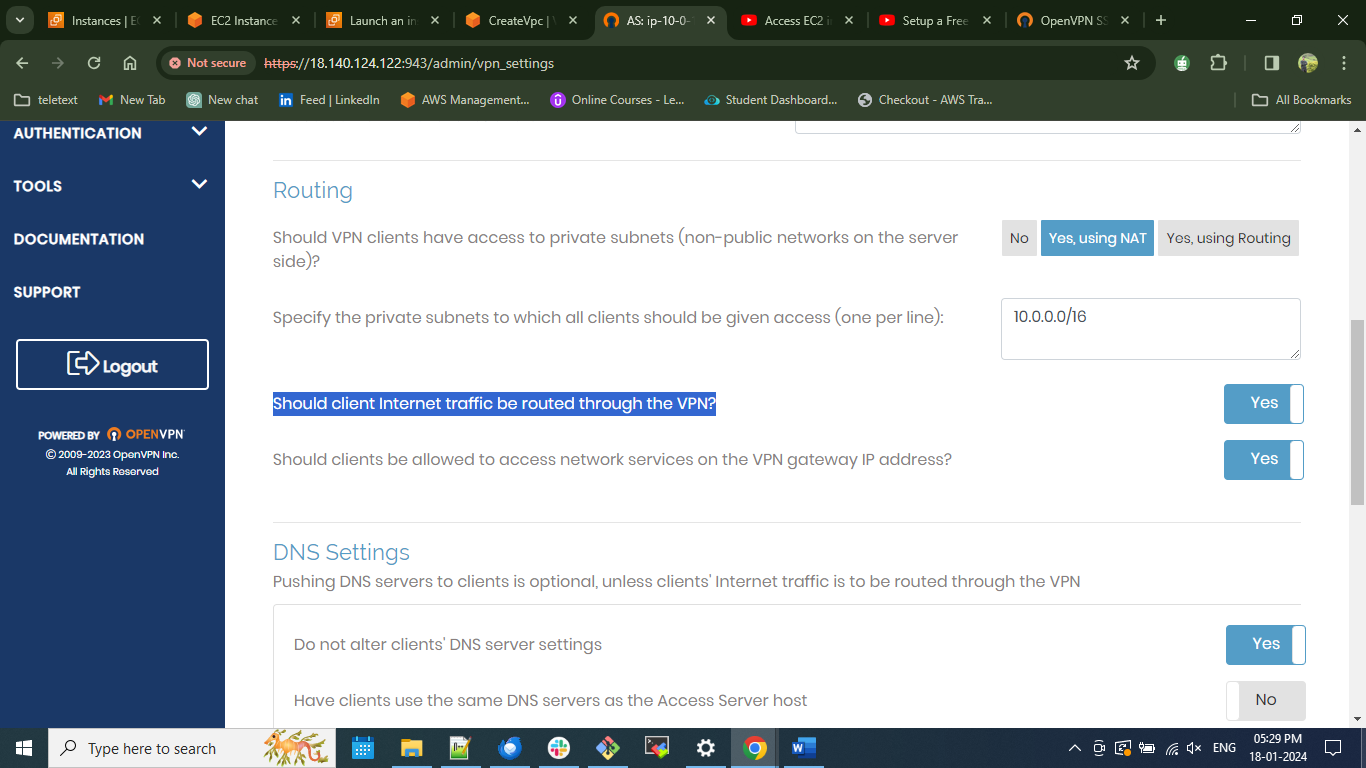 Instances | EC
EC2 Instance
Launch an in
CreateVpc | V
AS: ip-10-0-
Access EC2 i
Setup a Free
OpenVPN SS
Not secure
https://18.140.124.122:943/admin/vpn_settings
teletext
New Tab
New chat
Feed | LinkedIn
AWS Management...
Online Courses - Le...
Student Dashboard...
Checkout - AWS Tra...
All Bookmarks
AUTHENTICATION
TOOLS
DOCUMENTATION
SUPPORT
Logout
POWERED BY OPENVPN
© 2009-2023 OpenVPN Inc.
All Rights Reserved
Routing
Should VPN clients have access to private subnets (non-public networks on the server
side)?
No
Yes, using NAT
Yes, using Routing
Specify the private subnets to which all clients should be given access (one per line):
10.0.0.0/16
Should client Internet traffic be routed through the VPN?
Yes
Should clients be allowed to access network services on the VPN gateway IP address?
Yes
DNS Settings
Pushing DNS servers to clients is optional, unless clients' Internet traffic is to be routed through the VPN
Do not alter clients' DNS server settings
Yes
Have clients use the same DNS servers as the Access Server host
No
Type here to search
ENG
05:29 PM
18-01-2024